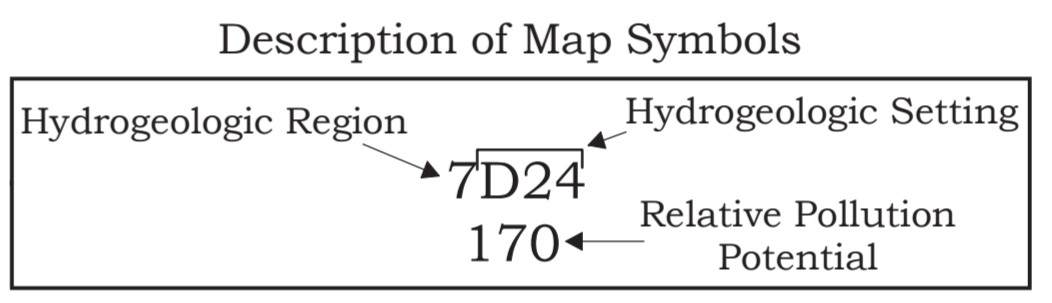 Description of Map Symbols
Hydrogeologic Region
Hydrogeologic Setting
7D24
170
Relative Pollution
Potential